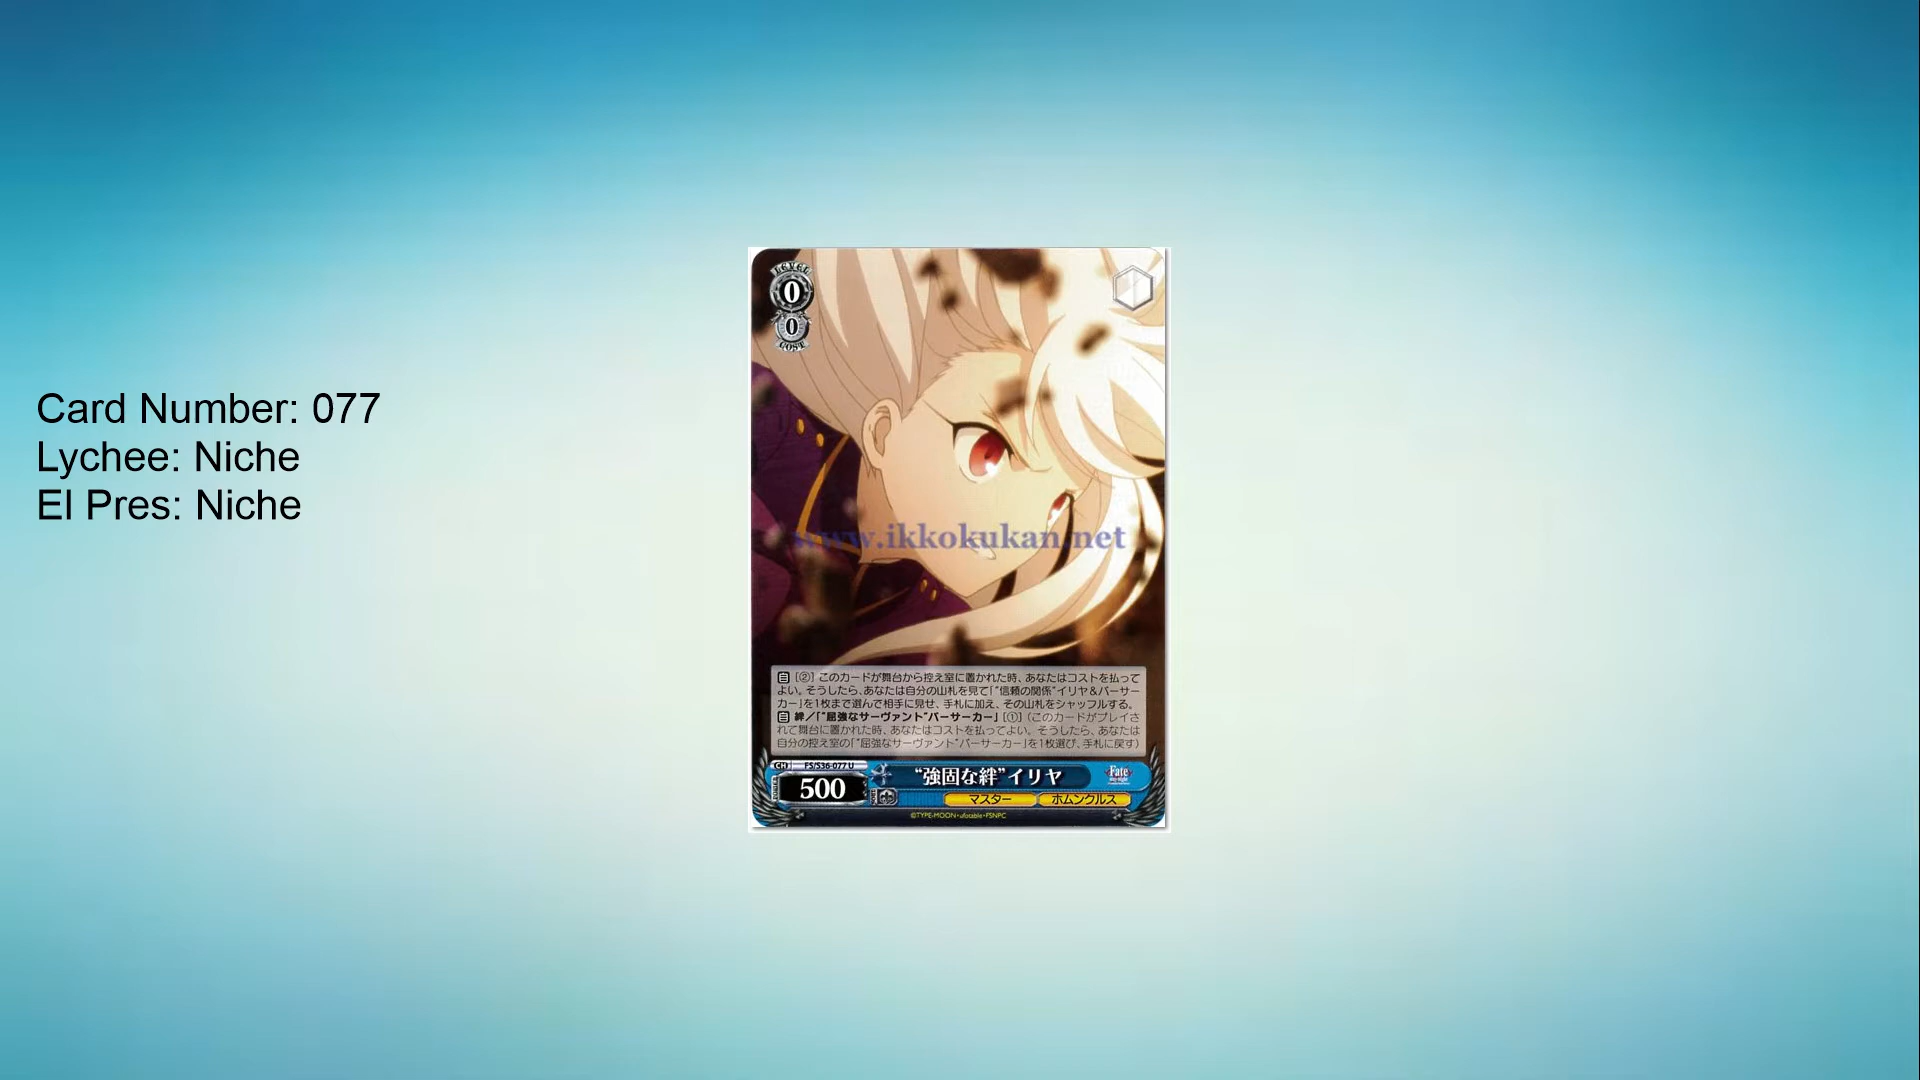 Card Number: 077
Lychee: Niche
El Pres: Niche
LEVEL
0
0
COST
www.ikkokukan.net
[②] このカードが舞台から控え室に置かれた時、あなたはコストを払って
よい。そうしたら、あなたは自分の山札を見て「“信頼の関係”イリヤ&バーサー
カー」を1枚まで選んで相手に見せ、手札に加え、その山札をシャッフルする。
絆/「“屈強なサーヴァント”バーサーカー」[①] (このカードがプレイさ
れて舞台に置かれた時、あなたはコストを払ってよい。そうしたら、あなたは
自分の控え室の「“屈強なサーヴァント”バーサーカー」を1枚選び、手札に戻す)
CH FS/S36-077 U
500
“強固な絆”イリヤ
Fate
マスター ホムンクルス
©TYPE-MOON・ufotable・FSNPC